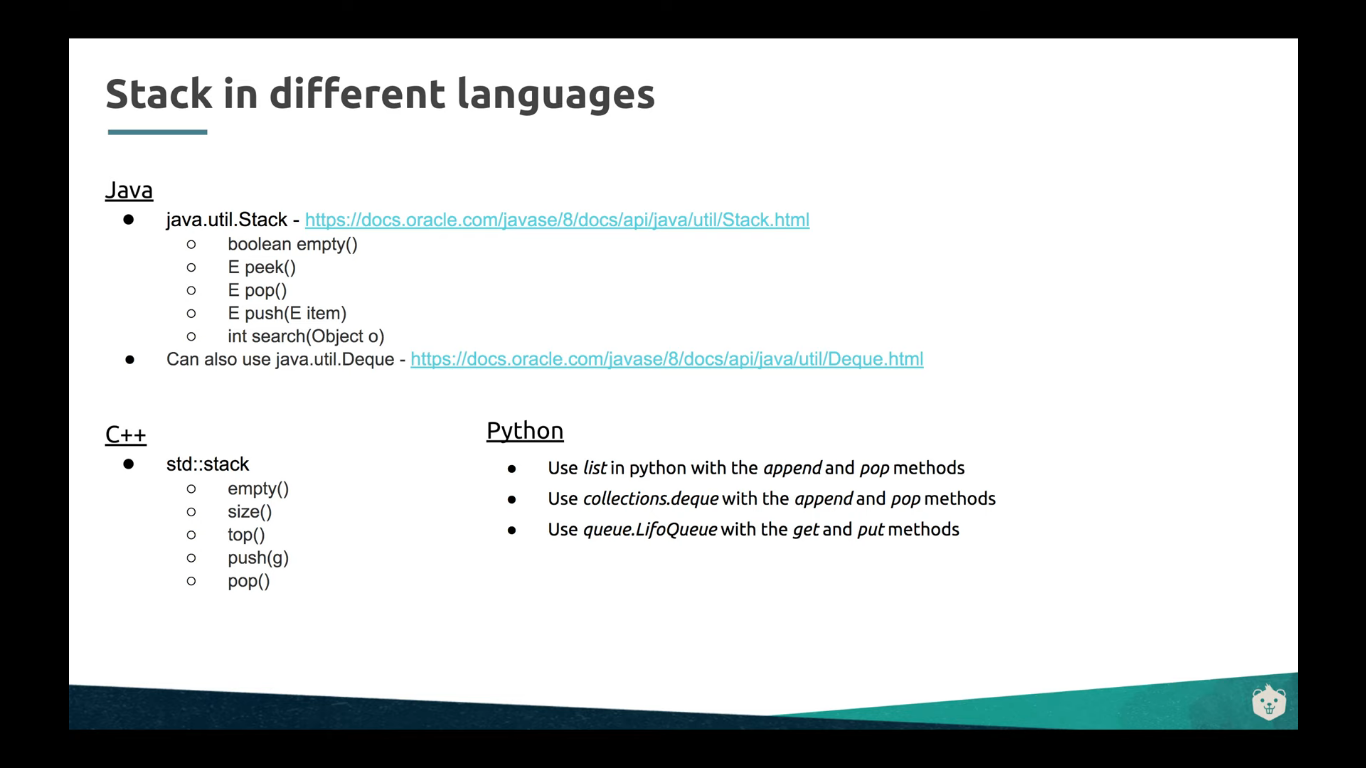 Stack in different languages
Java
● java.util.Stack - https://docs.oracle.com/javase/8/docs/api/java/util/Stack.html
○ boolean empty()
○ E peek()
○ E pop()
○ E push(E item)
○ int search(Object o)
● Can also use java.util.Deque - https://docs.oracle.com/javase/8/docs/api/java/util/Deque.html
C++
● std::stack
○ empty()
○ size()
○ top()
○ push(g)
○ pop()
Python
● Use list in python with the append and pop methods
● Use collections.deque with the append and pop methods
● Use queue.LifoQueue with the get and put methods